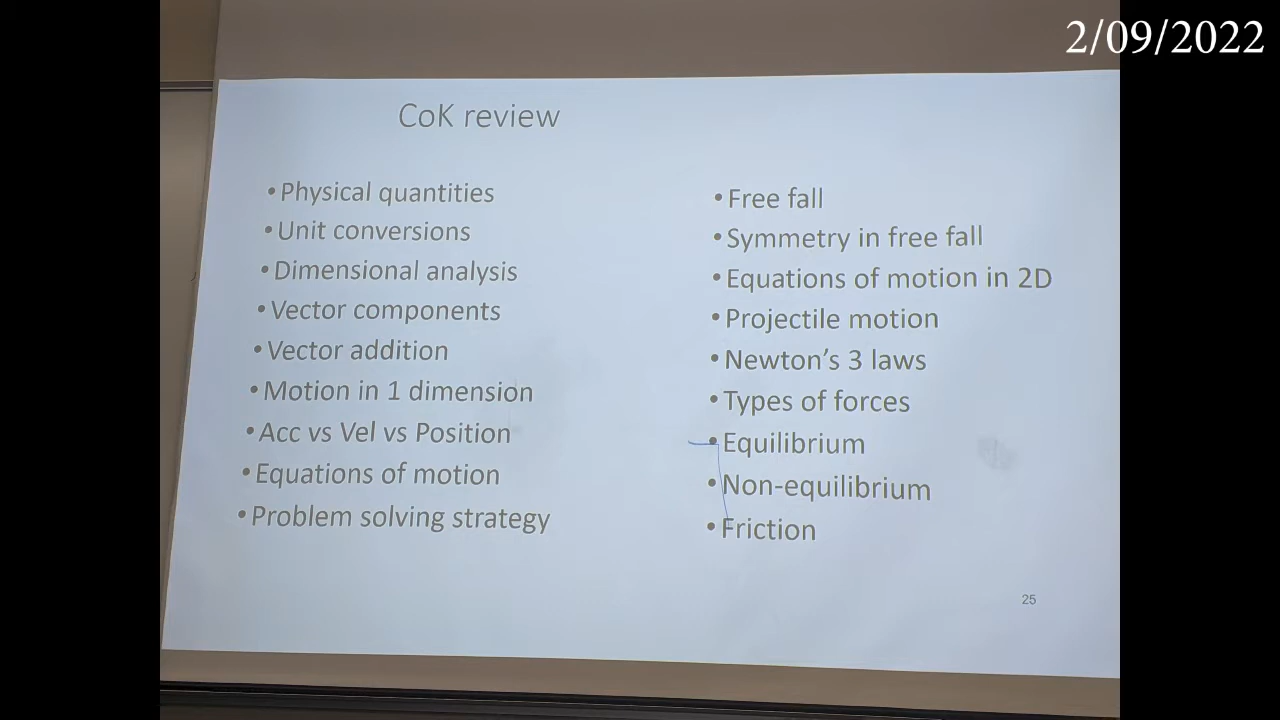 2/09/2022
CoK review
• Physical quantities
• Unit conversions
• Dimensional analysis
• Vector components
• Vector addition
• Motion in 1 dimension
• Acc vs Vel vs Position
• Equations of motion
• Problem solving strategy
• Free fall
• Symmetry in free fall
• Equations of motion in 2D
• Projectile motion
• Newton’s 3 laws
• Types of forces
• Equilibrium
• Non-equilibrium
• Friction
25